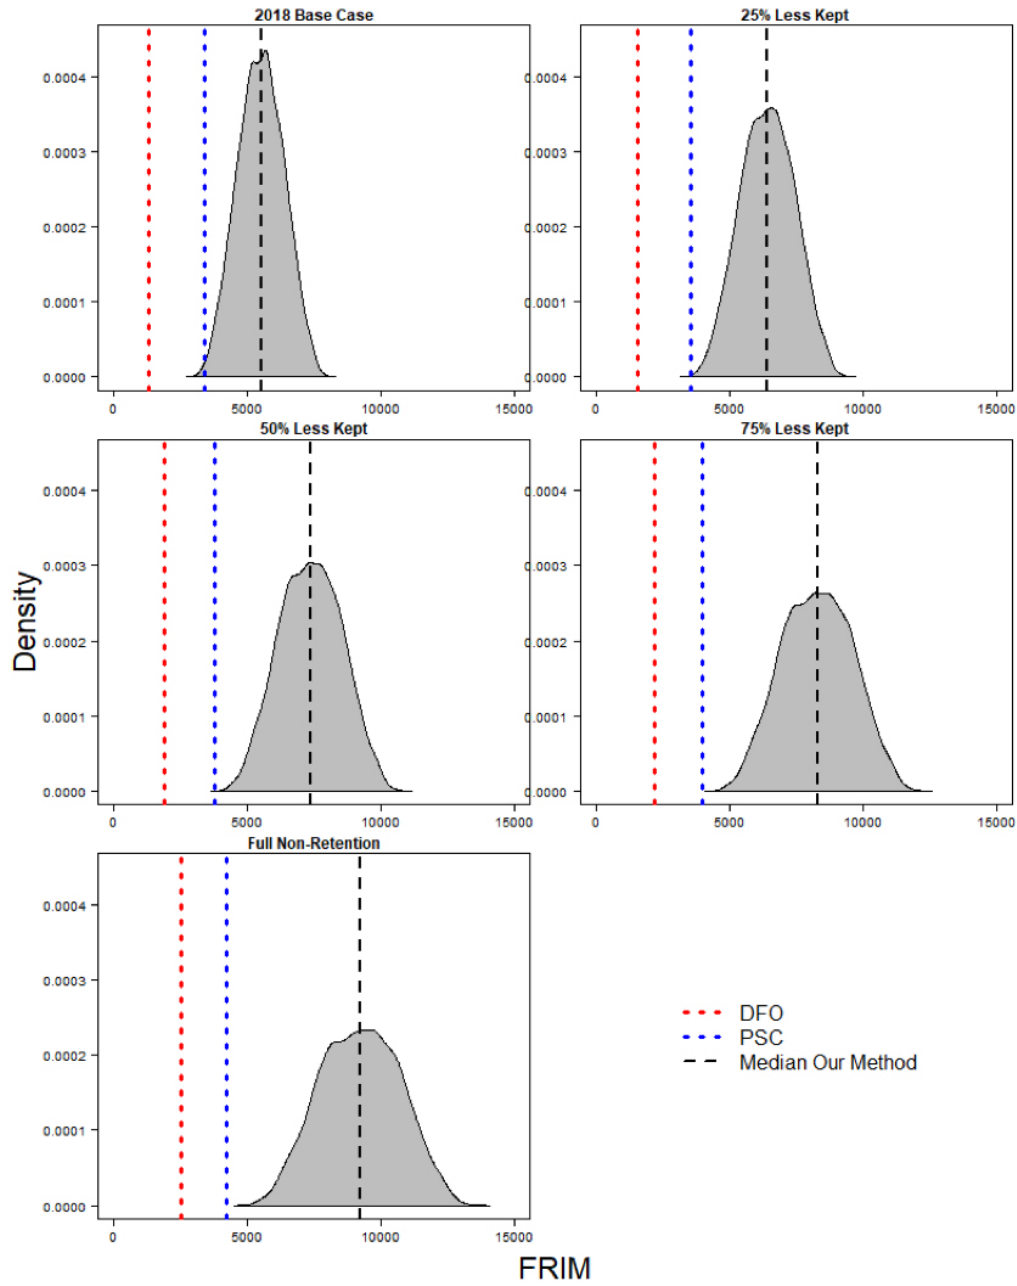 2018 Base Case
25% Less Kept
0.0004
0.0003
0.0002
0.0001
0.0000
0.0004
0.0003
0.0002
0.0001
0.0000
0 5000 10000 15000
0 5000 10000 15000
50% Less Kept
75% Less Kept
0.0004
0.0003
0.0002
0.0001
0.0000
0.0004
0.0003
0.0002
0.0001
0.0000
0 5000 10000 15000
0 5000 10000 15000
Full Non-Retention
0.0004
0.0003
0.0002
0.0001
0.0000
0 5000 10000 15000
Density
FRIM
DFO
PSC
Median Our Method